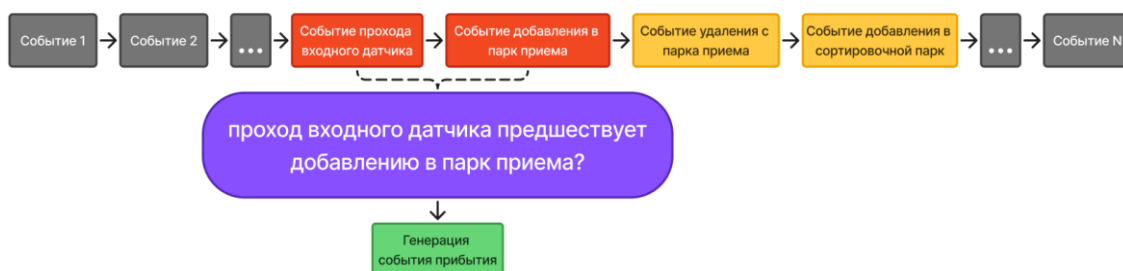 Событие 1
Событие 2
...
Событие прохода
входного датчика
Событие добавления в
парк приема
Событие удаления с
парка приема
Событие добавления в
сортировочной парк
...
Событие N
проход входного датчика предшествует
добавлению в парк приема?
Генерация
события прибытия